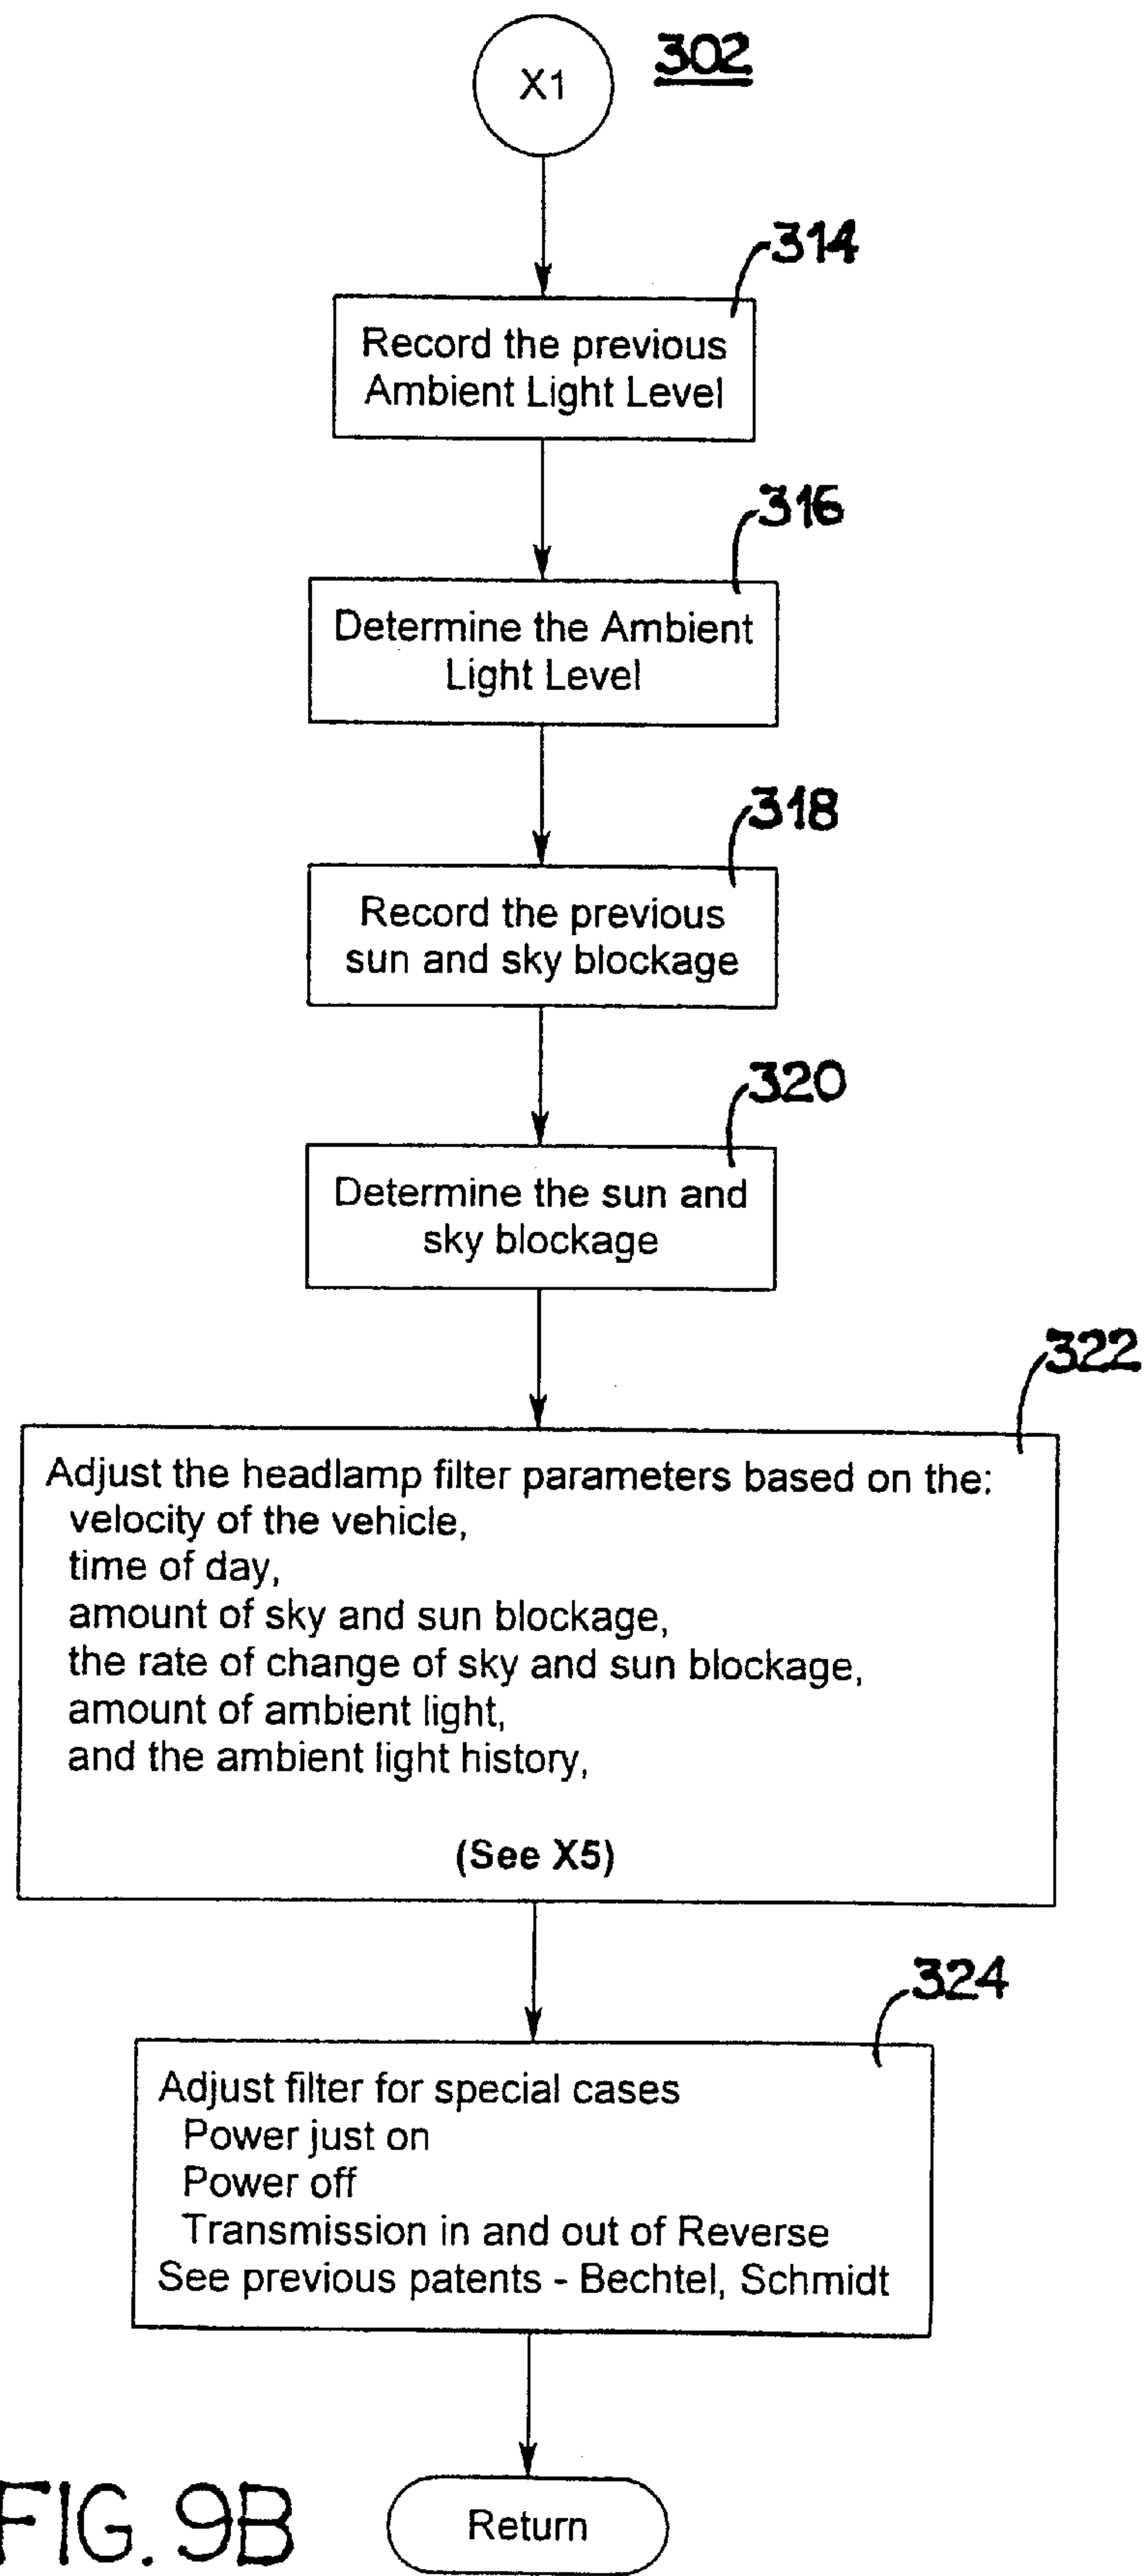 X1
302
314
Record the previous
Ambient Light Level
316
Determine the Ambient
Light Level
318
Record the previous
sun and sky blockage
320
Determine the sun and
sky blockage
322
Adjust the headlamp filter parameters based on the:
velocity of the vehicle,
time of day,
amount of sky and sun blockage,
the rate of change of sky and sun blockage,
amount of ambient light,
and the ambient light history,
(See X5)
324
Adjust filter for special cases
Power just on
Power off
Transmission in and out of Reverse
See previous patents - Bechtel, Schmidt
Return
FIG. 9B